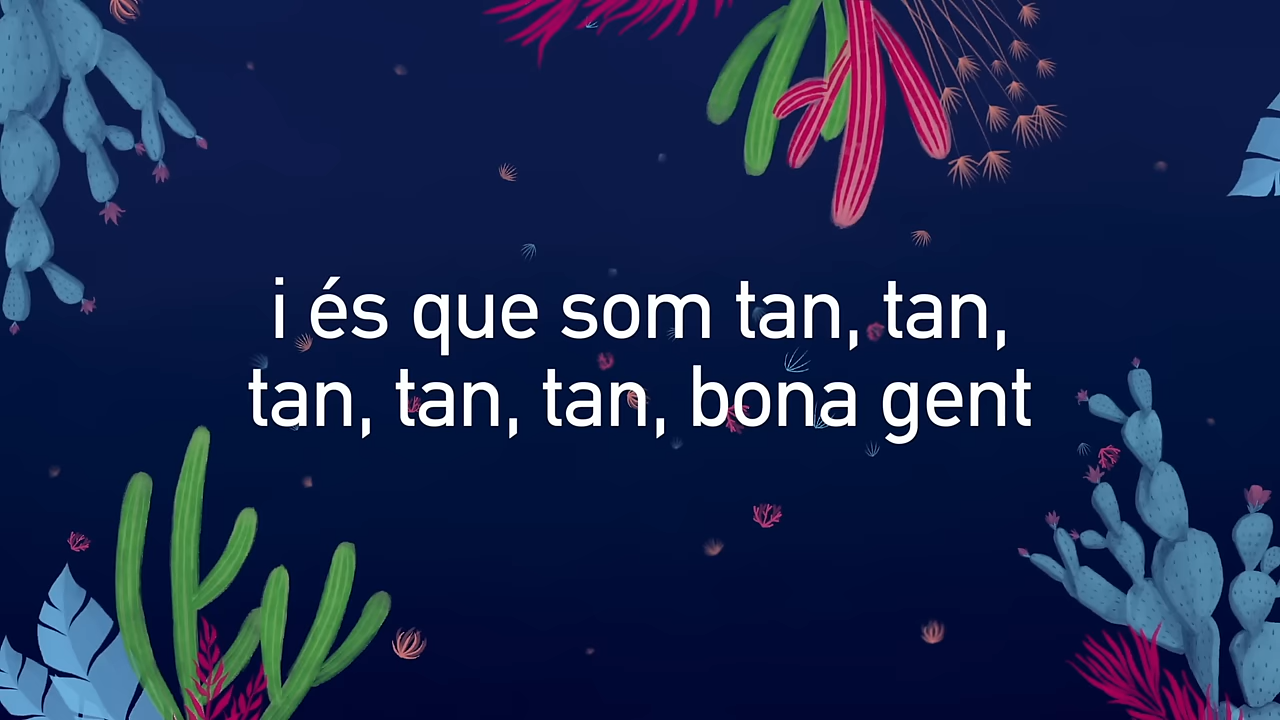 i és que som tan, tan,
tan, tan, tan, bona gent